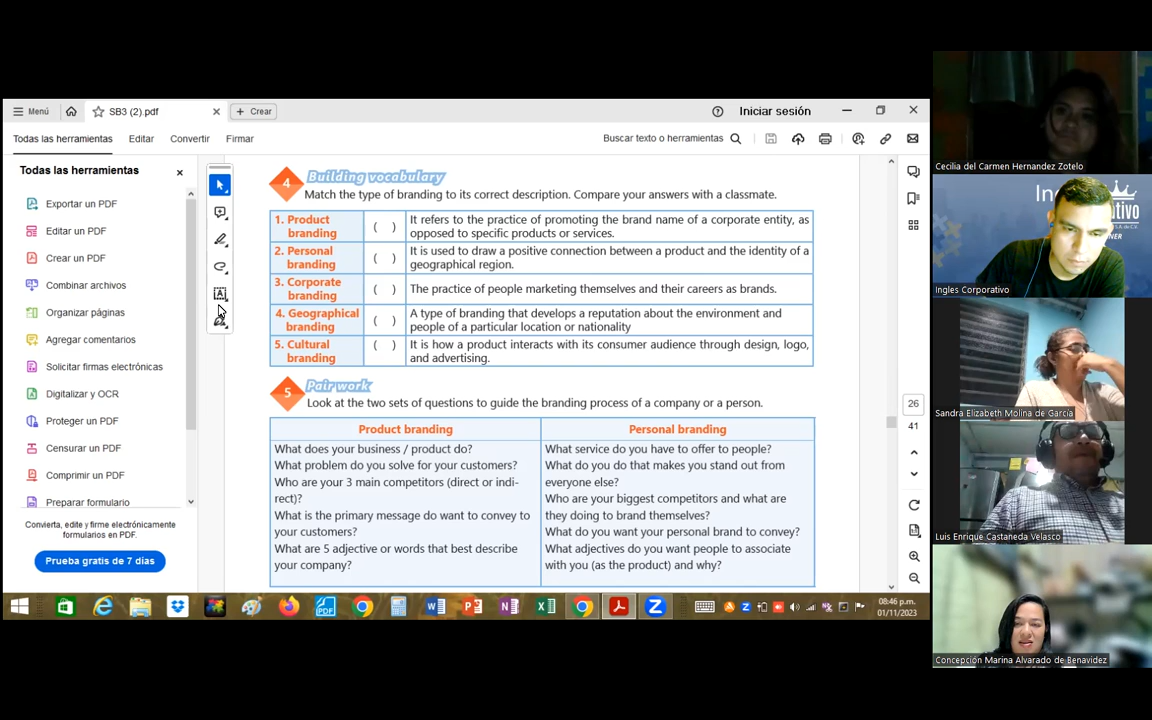 Menú
SB3 (2).pdf
Crear
Iniciar sesión
Todas las herramientas
Editar
Convertir
Firmar
Buscar texto o herramientas
Todas las herramientas
Exportar un PDF
Editar un PDF
Crear un PDF
Combinar archivos
Organizar páginas
Agregar comentarios
Solicitar firmas electrónicas
Digitalizar y OCR
Proteger un PDF
Censurar un PDF
Comprimir un PDF
Preparar formulario
Convierta, edite y firme electrónicamente
formularios en PDF.
Prueba gratis de 7 días
4 Building vocabulary
Match the type of branding to its correct description. Compare your answers with a classmate.
1. Product branding ( ) It refers to the practice of promoting the brand name of a corporate entity, as
opposed to specific products or services.
2. Personal branding ( ) It is used to draw a positive connection between a product and the identity of a
geographical region.
3. Corporate branding ( ) The practice of people marketing themselves and their careers as brands.
4. Geographical branding ( ) A type of branding that develops a reputation about the environment and
people of a particular location or nationality
5. Cultural branding ( ) It is how a product interacts with its consumer audience through design, logo,
and advertising.
5 Pair work
Look at the two sets of questions to guide the branding process of a company or a person.
Product branding
What does your business / product do?
What problem do you solve for your customers?
Who are your 3 main competitors (direct or indi-
rect)?
What is the primary message do want to convey to
your customers?
What are 5 adjective or words that best describe
your company?
Personal branding
What service do you have to offer to people?
What do you do that makes you stand out from
everyone else?
Who are your biggest competitors and what are
they doing to brand themselves?
What do you want your personal brand to convey?
What adjectives do you want people to associate
with you (as the product) and why?
26
41
08:46 p.m.
01/11/2023
Cecilia del Carmen Hernandez Zotelo
Ingles Corporativo
Sandra Elizabeth Molina de García
Luis Enrique Castaneda Velasco
Concepción Marina Alvarado de Benavidez